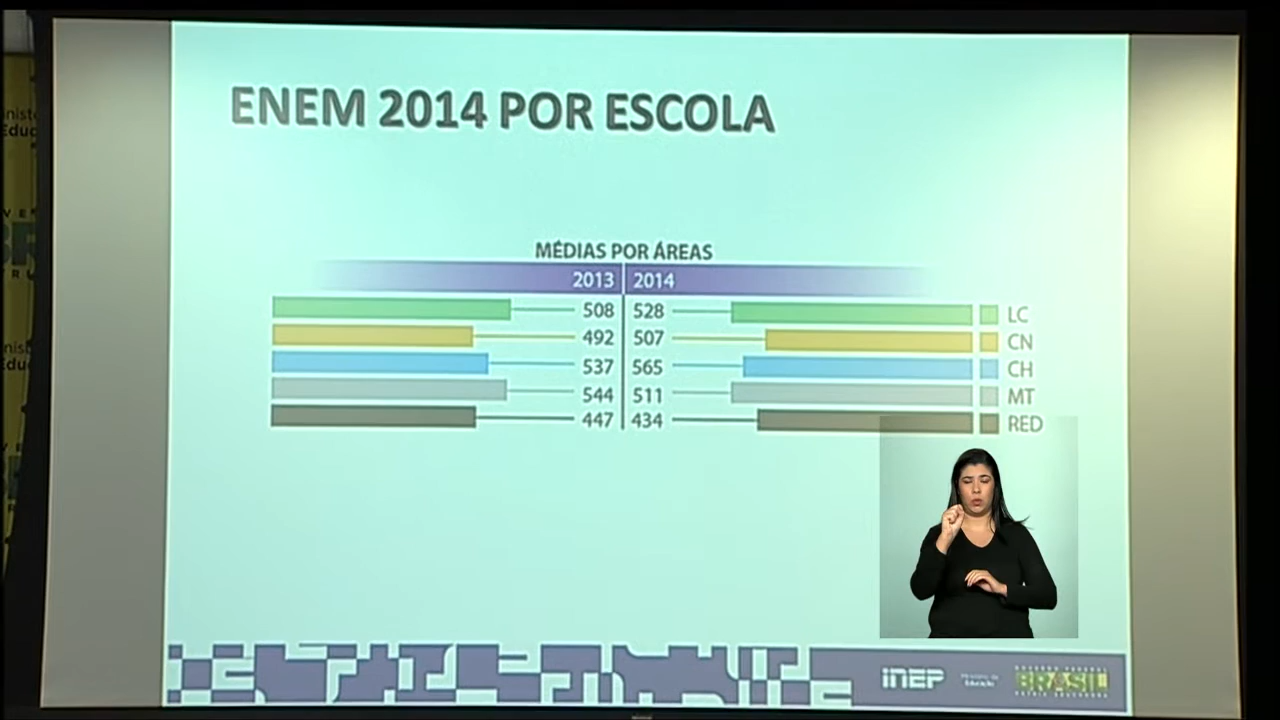 ENEM 2014 POR ESCOLA
MÉDIAS POR ÁREAS
2013 2014
508 528 LC
492 507 CN
537 565 CH
544 511 MT
447 434 RED
INEP
BRASIL